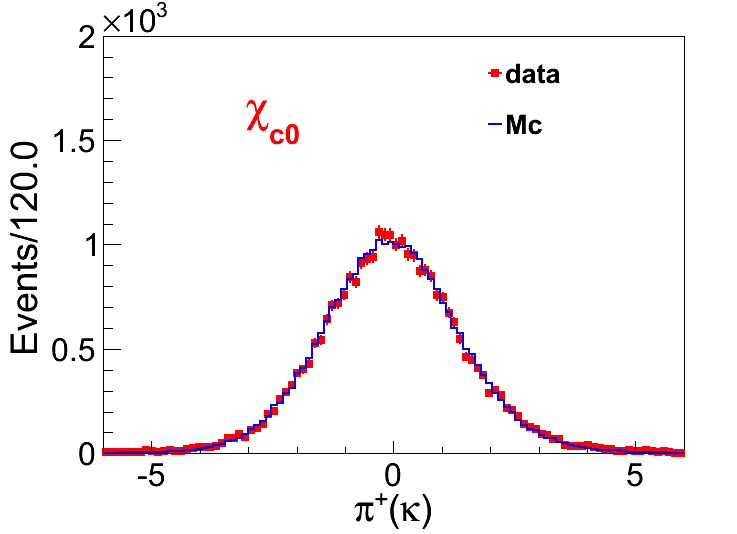 ×10³
2
1.5
1
0.5
0
Events/120.0
χc0
data
Mc
-5 0 5
π⁺(κ)